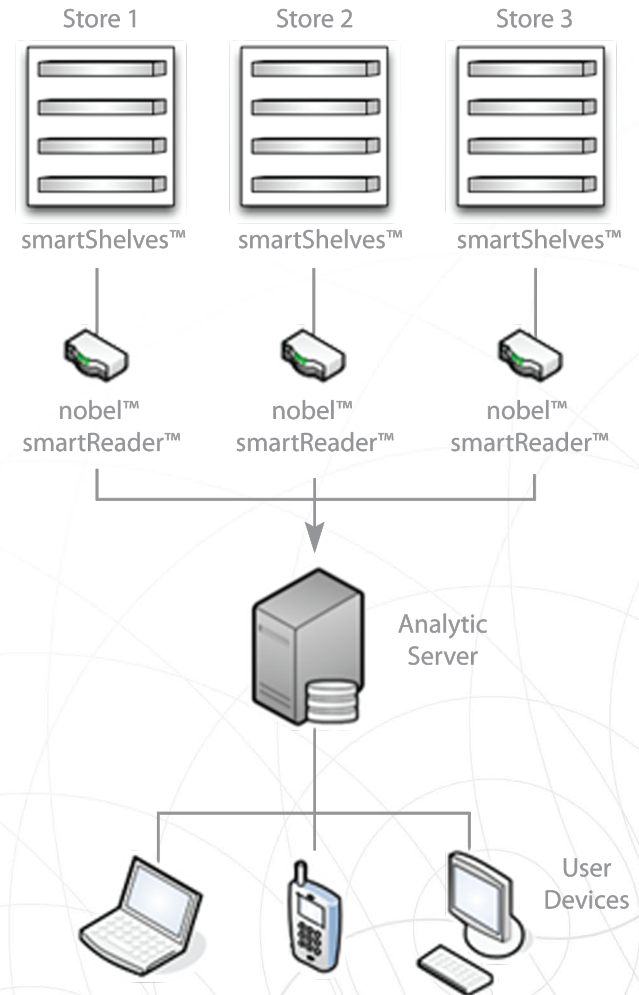 Store 1
Store 2
Store 3
smartShelves™
smartShelves™
smartShelves™
nobel™
smartReader™
nobel™
smartReader™
nobel™
smartReader™
Analytic
Server
User
Devices